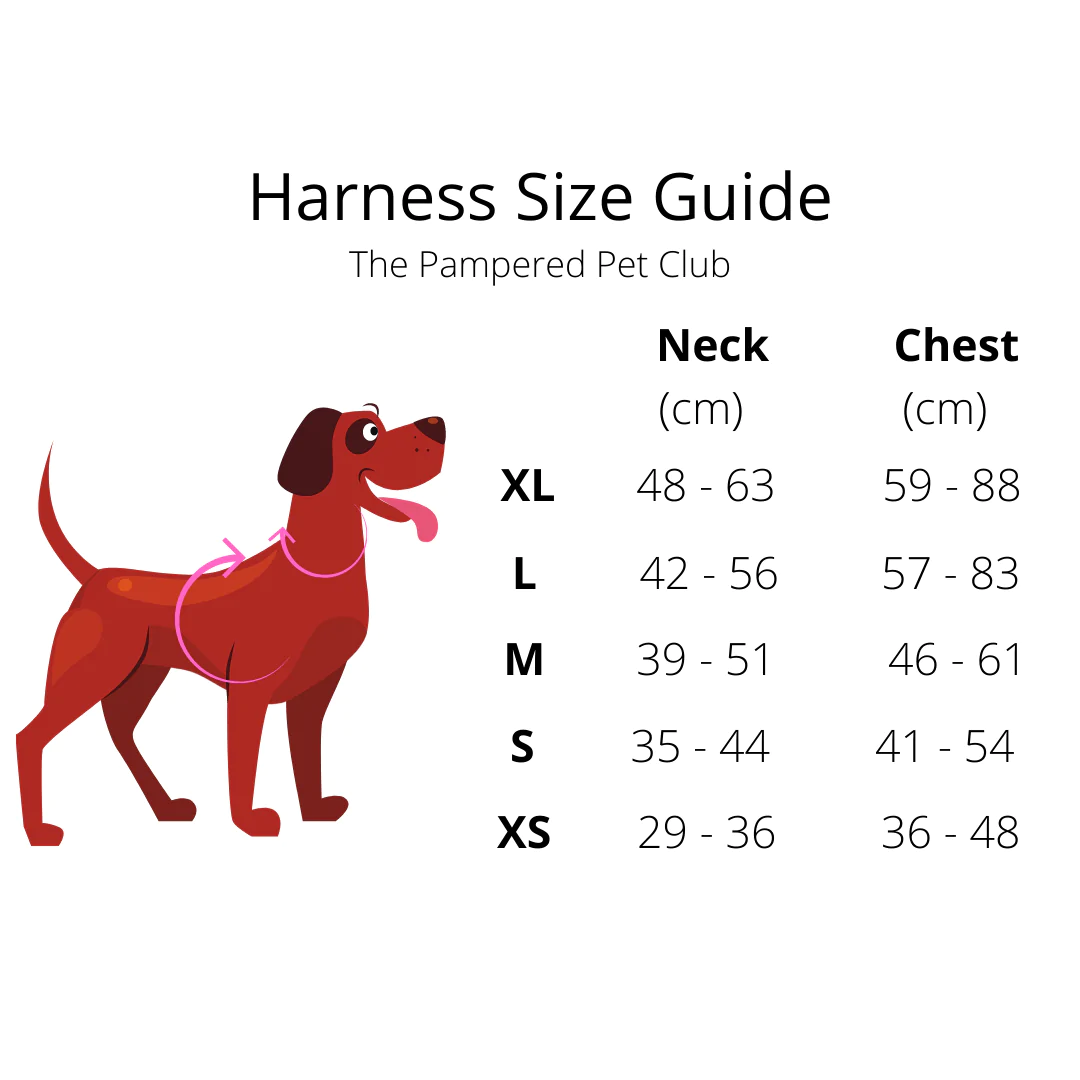 Harness Size Guide
The Pampered Pet Club
Neck Chest
(cm) (cm)
XL 48 - 63 59 - 88
L 42 - 56 57 - 83
M 39 - 51 46 - 61
S 35 - 44 41 - 54
XS 29 - 36 36 - 48